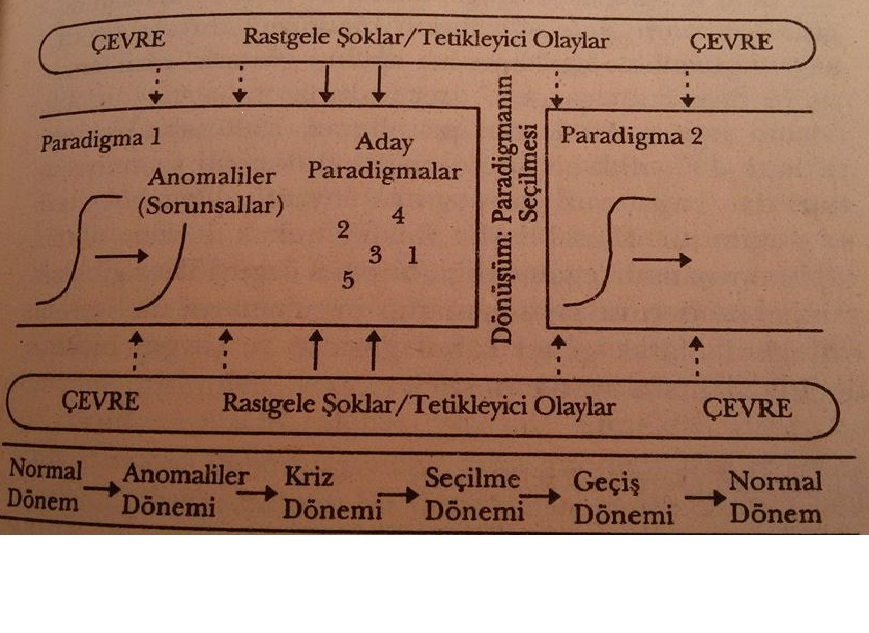 ÇEVRE Rastgele Şoklar/Tetikleyici Olaylar ÇEVRE
Paradigma 1
Anomaliler
(Sorunsallar)
Aday
Paradigmalar
4
2
3 1
5
Dönüşüm: Paradigmanın
Seçilmesi
Paradigma 2
ÇEVRE Rastgele Şoklar/Tetikleyici Olaylar ÇEVRE
Normal
Dönem
Anomaliler
Dönemi
Kriz
Dönemi
Seçilme
Dönemi
Geçiş
Dönemi
Normal
Dönem